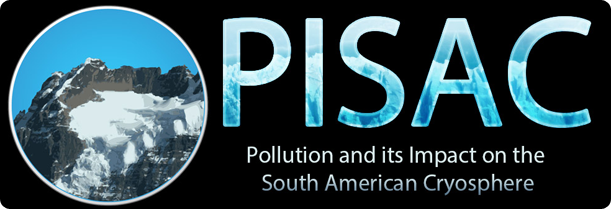 PISAC
Pollution and its Impact on the
South American Cryosphere